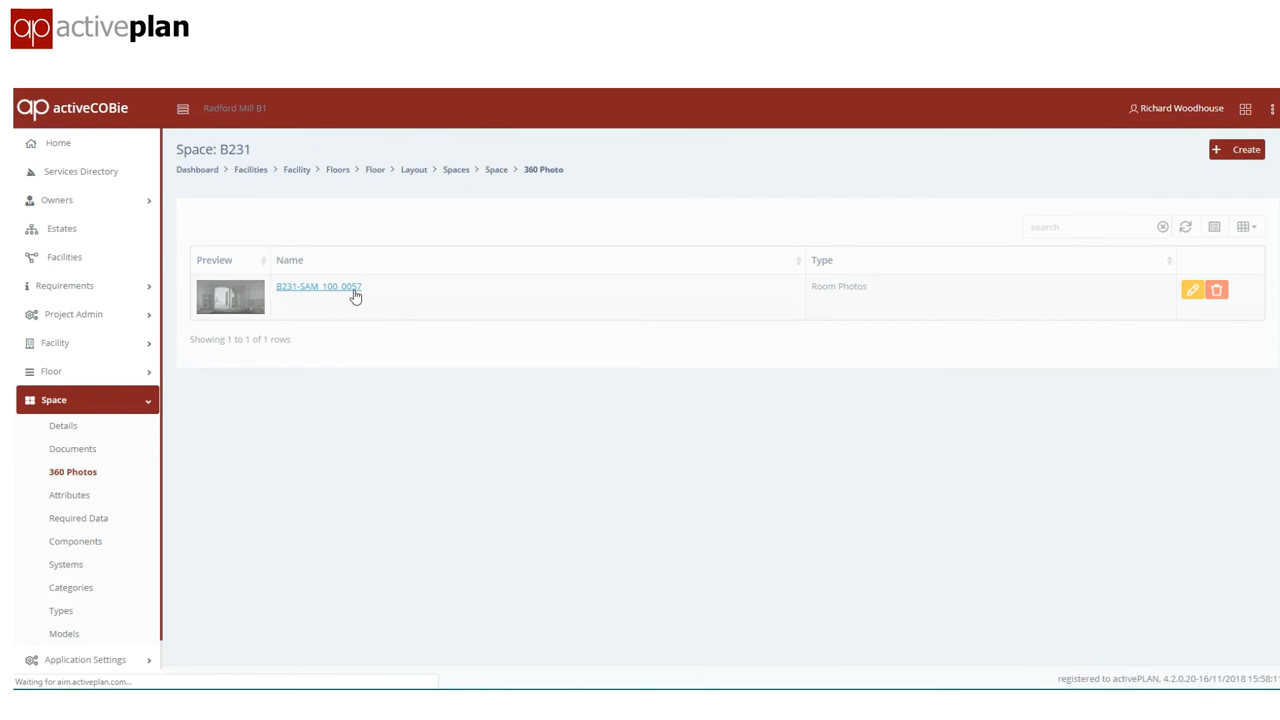 ap activeplan
ap activeCOBie
Radford Mill B1
Richard Woodhouse
Home
Services Directory
Owners
Estates
Facilities
Requirements
Project Admin
Facility
Floor
Space
Details
Documents
360 Photos
Attributes
Required Data
Components
Systems
Categories
Types
Models
Application Settings
Space: B231
+ Create
Dashboard > Facilities > Facility > Floors > Floor > Layout > Spaces > Space > 360 Photo
search
Preview Name Type
B231-SAM_100_0057 Room Photos
Showing 1 to 1 of 1 rows
Waiting for aim.activeplan.com...
registered to activePLAN, 4.2.0.20-16/11/2018 15:58:11